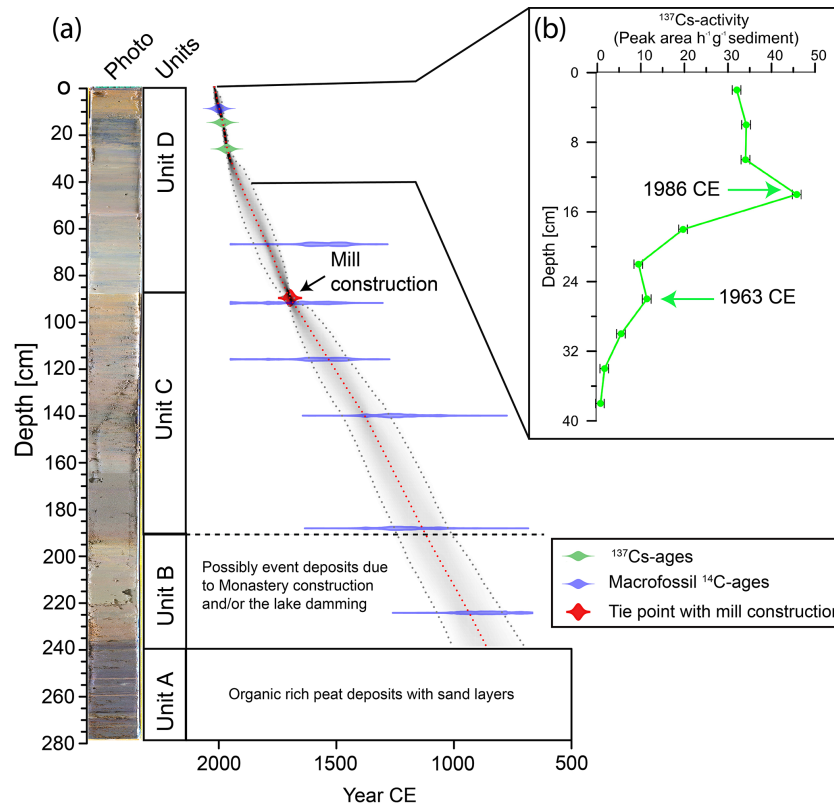 (a)
Photo
Units
0
20
40
60
80
100
120
140
160
180
200
220
240
260
280
Depth [cm]
Unit D
Unit C
Unit B
Unit A
Mill
construction
Possibly event deposits due
to Monastery construction
and/or the lake damming
Organic rich peat deposits with sand layers
2000 1500 1000 500
Year CE
(b)
¹³⁷Cs-activity
(Peak area h⁻¹ g⁻¹ sediment)
0 10 20 30 40 50
0
8
16
24
32
40
Depth [cm]
1986 CE
1963 CE
¹³⁷Cs-ages
Macrofossil ¹⁴C-ages
Tie point with mill construction